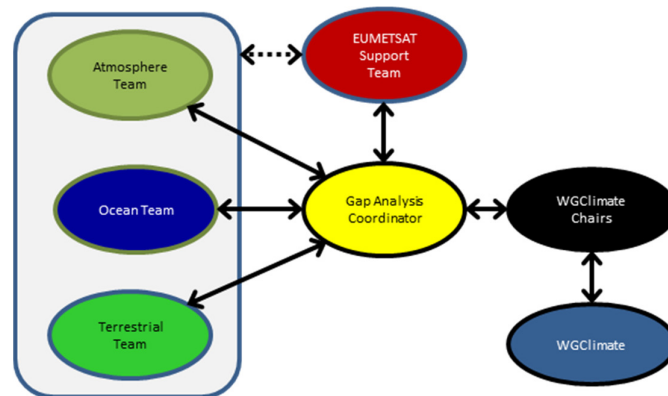 Atmosphere
Team
EUMETSAT
Support
Team
Ocean Team
Gap Analysis
Coordinator
WGClimate
Chairs
Terrestrial
Team
WGClimate